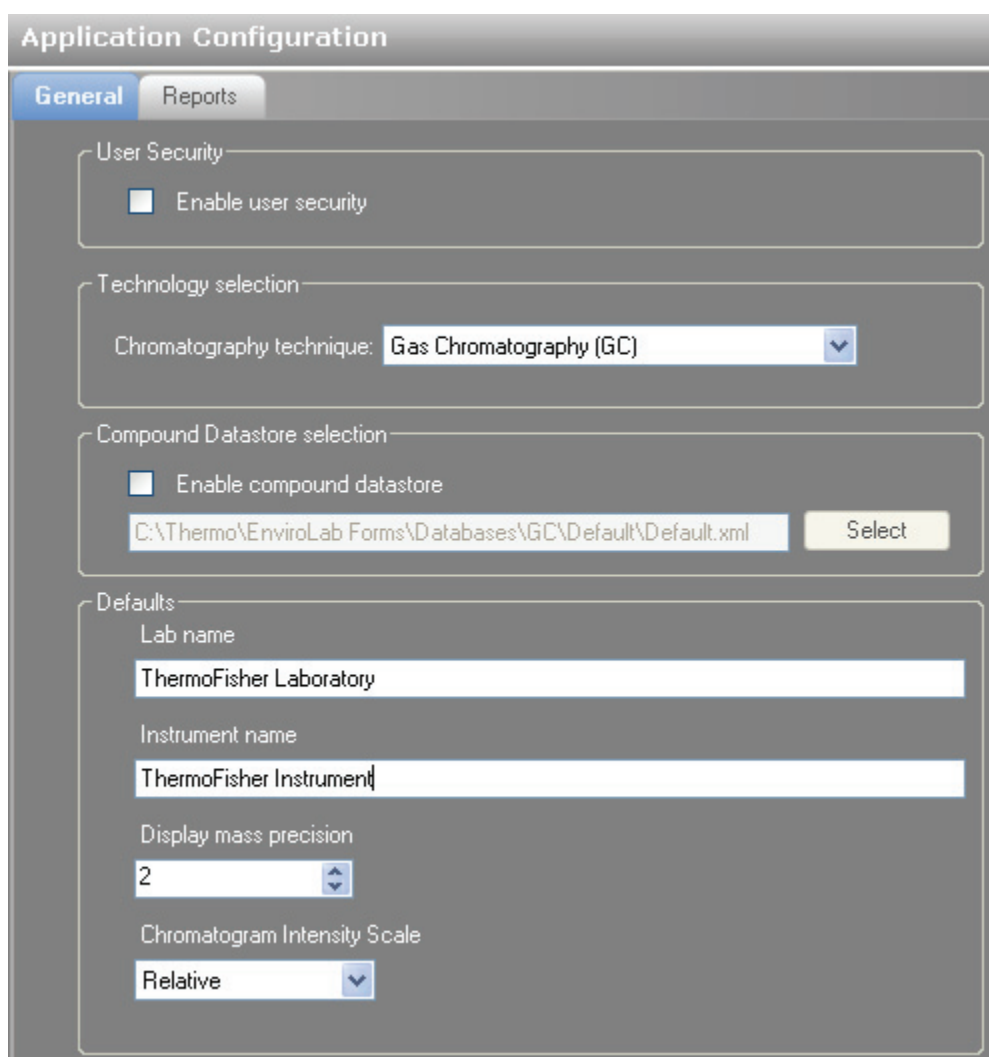 Application Configuration
General Reports
User Security
Enable user security
Technology selection
Chromatography technique: Gas Chromatography (GC)
Compound Datastore selection
Enable compound datastore
C:\Thermo\EnviroLab Forms\Databases\GC\Default\Default.xml Select
Defaults
Lab name
ThermoFisher Laboratory
Instrument name
ThermoFisher Instrument
Display mass precision
2
Chromatogram Intensity Scale
Relative